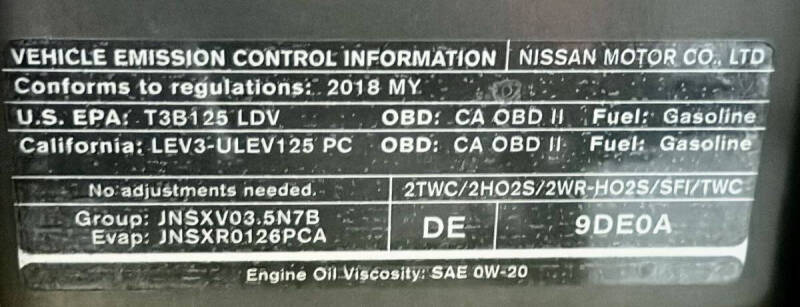 VEHICLE EMISSION CONTROL INFORMATION NISSAN MOTOR CO., LTD
Conforms to regulations: 2018 MY
U.S. EPA: T3B125 LDV OBD: CA OBD II Fuel: Gasoline
California: LEV3-ULEV125 PC OBD: CA OBD II Fuel: Gasoline
No adjustments needed. 2TWC/2HO2S/2WR-HO2S/SFI/TWC
Group: JNSXV03.5N7B DE 9DE0A
Evap: JNSXR0126PCA
Engine Oil Viscosity: SAE 0W-20